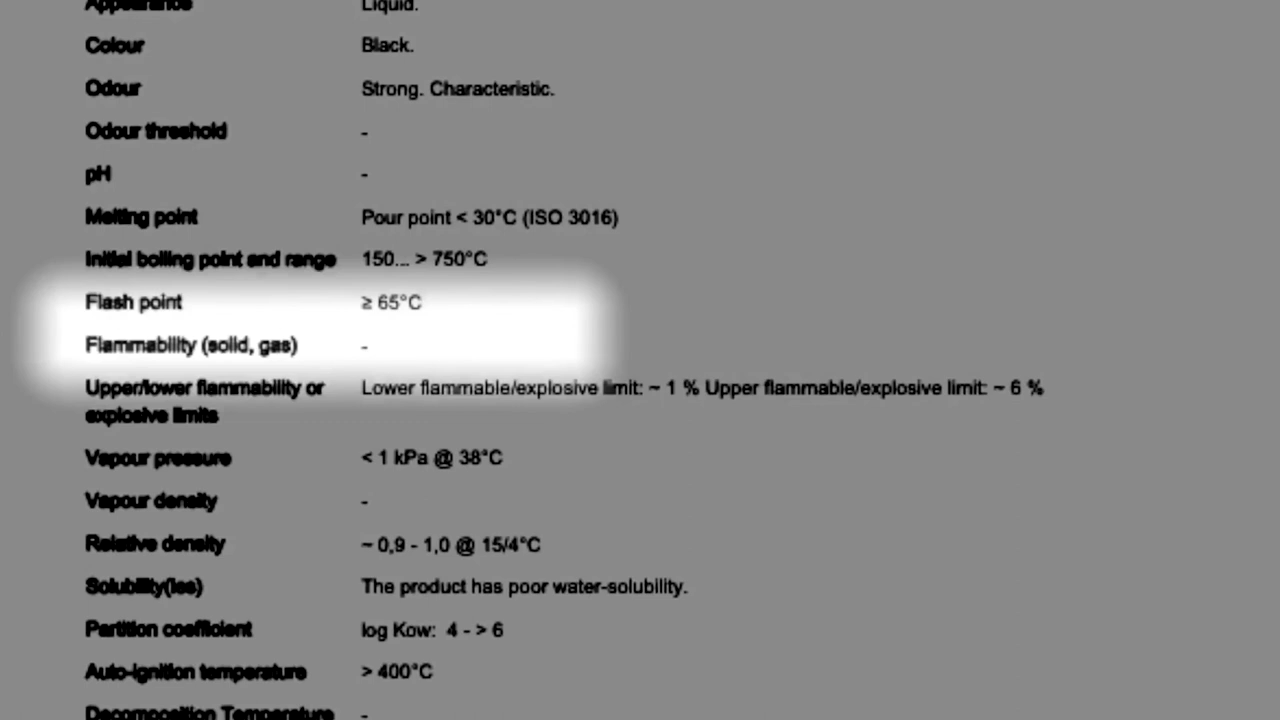 Appearance Liquid.
Colour Black.
Odour Strong. Characteristic.
Odour threshold -
pH -
Melting point Pour point < 30°C (ISO 3016)
Initial boiling point and range 150... > 750°C
Flash point ≥ 65°C
Flammability (solid, gas) -
Upper/lower flammability or Lower flammable/explosive limit: ~ 1 % Upper flammable/explosive limit: ~ 6 %
explosive limits
Vapour pressure < 1 kPa @ 38°C
Vapour density -
Relative density ~ 0,9 - 1,0 @ 15/4°C
Solubility(ies) The product has poor water-solubility.
Partition coefficient log Kow: 4 - > 6
Auto-ignition temperature > 400°C
Decomposition Temperature -